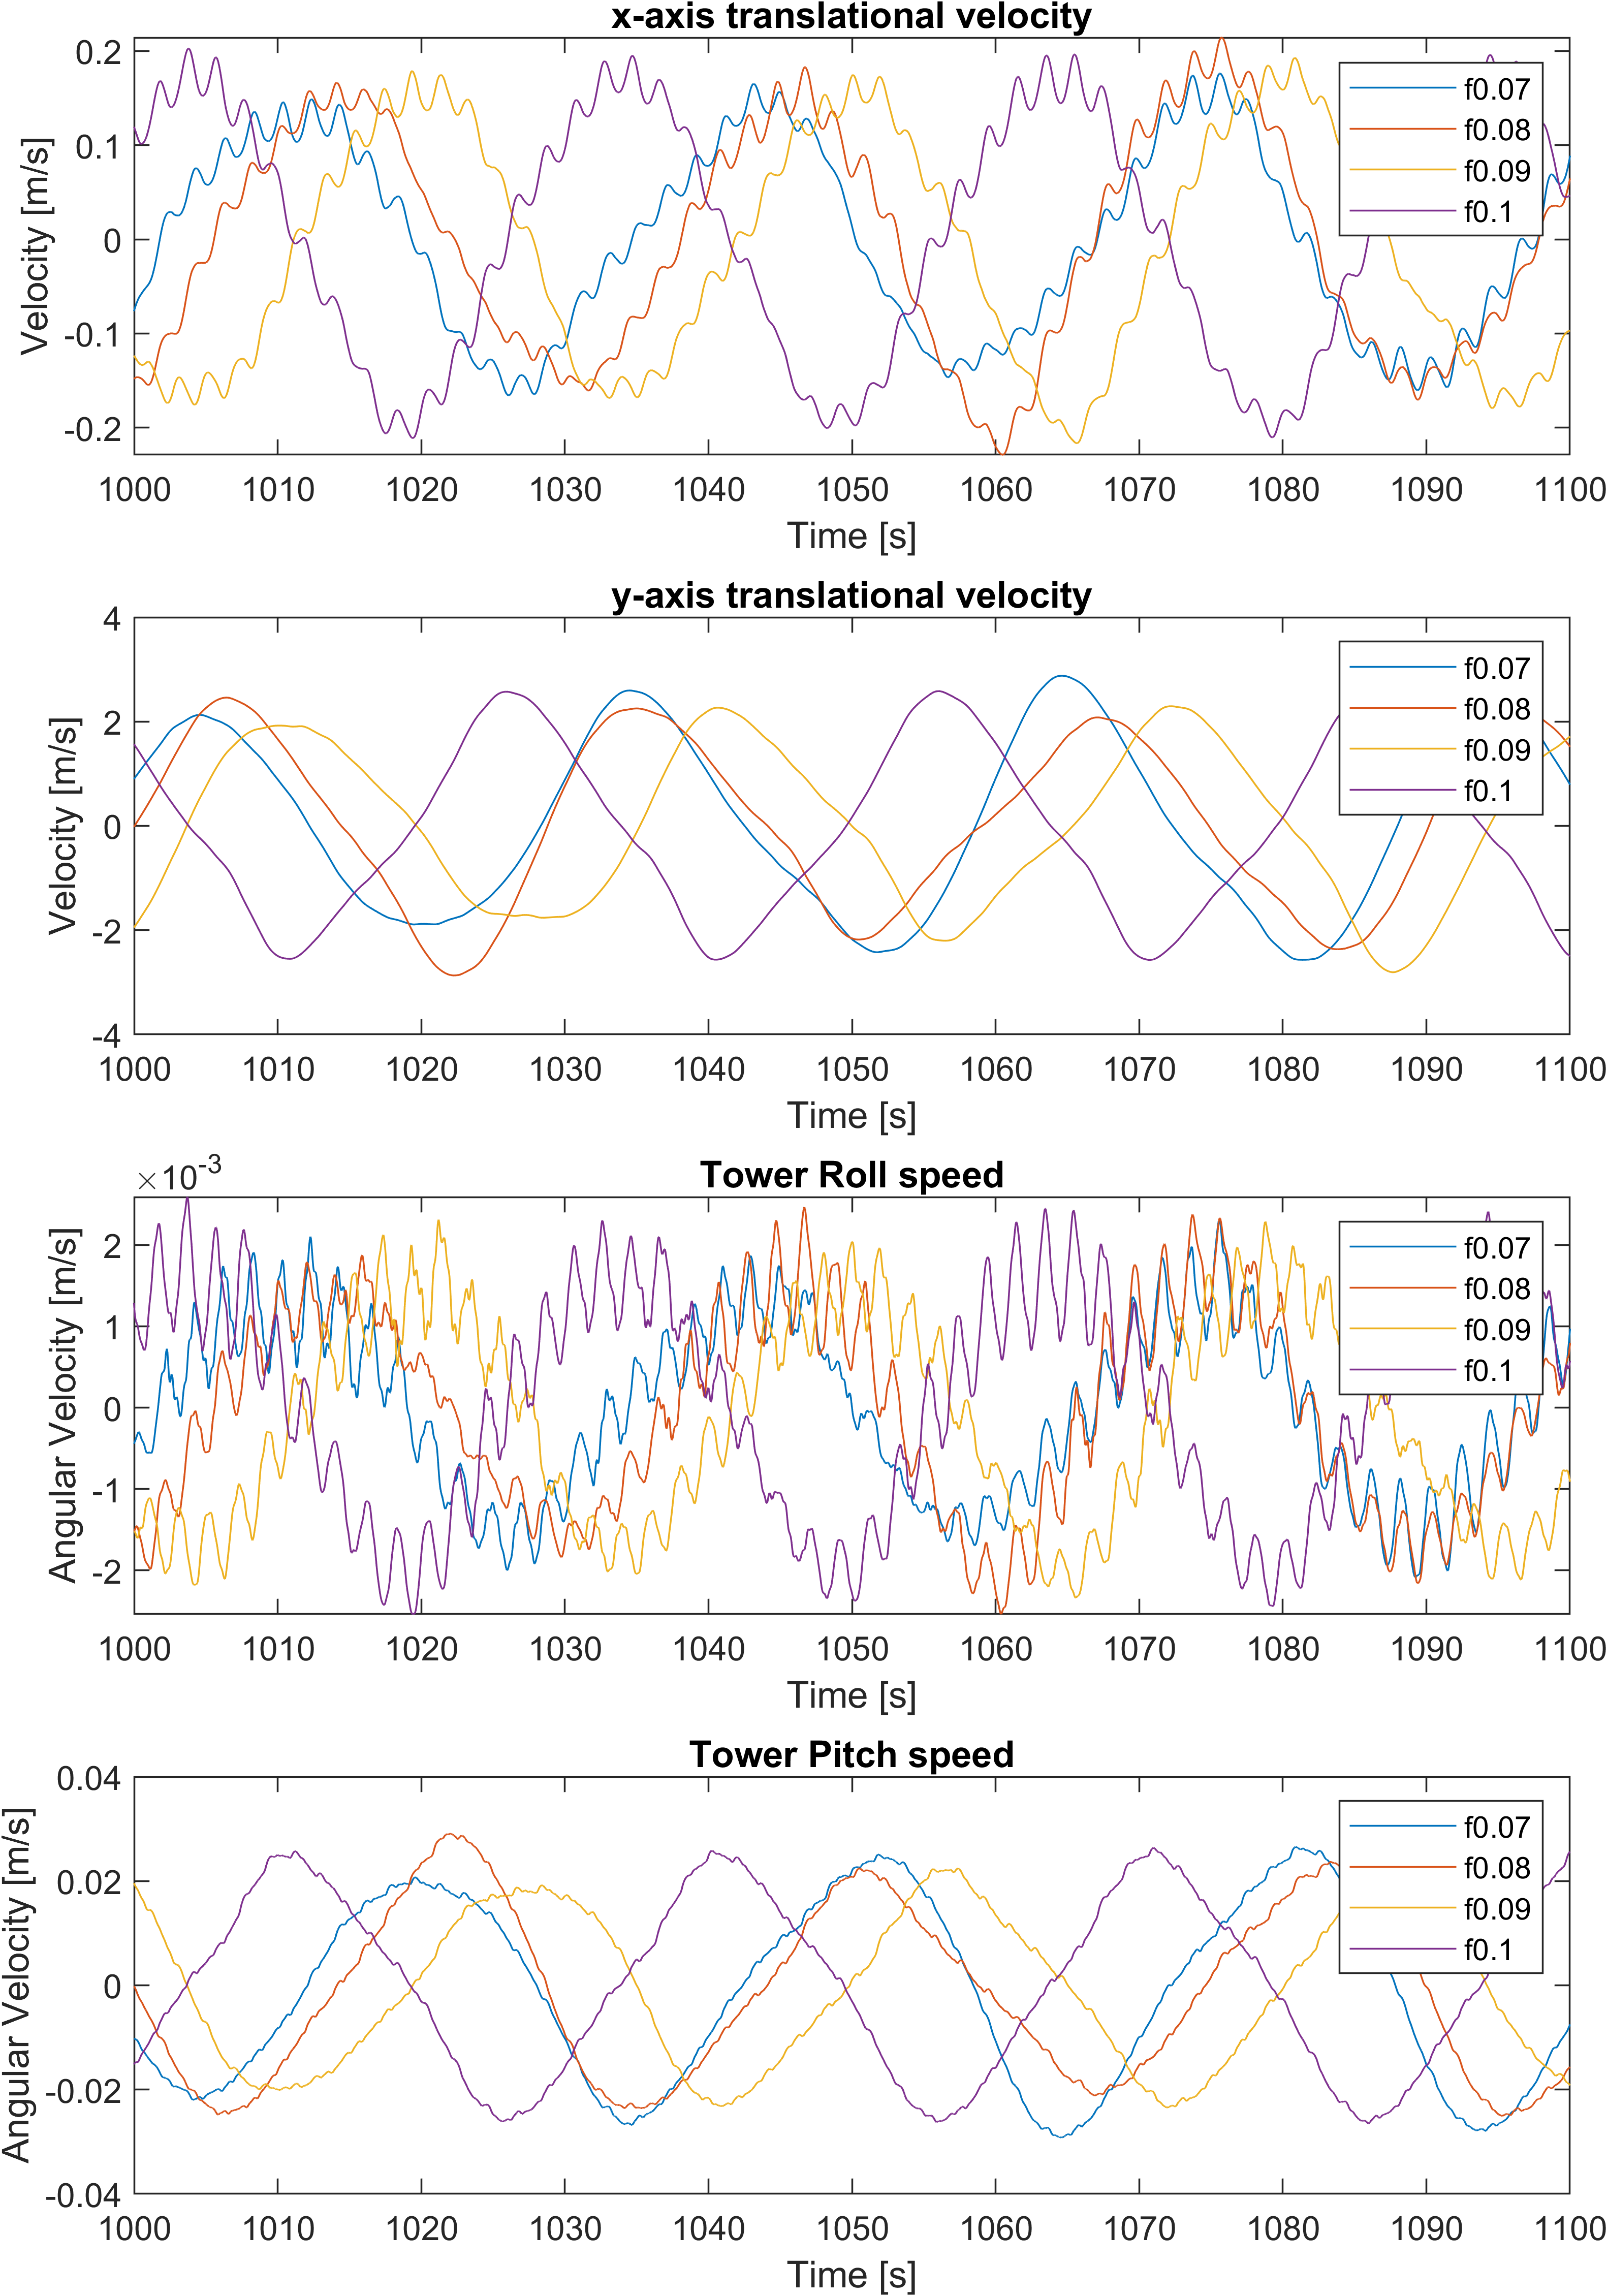 x-axis translational velocity
0.2
0.1
0
-0.1
-0.2
Velocity [m/s]
f0.07
f0.08
f0.09
f0.1
1000 1010 1020 1030 1040 1050 1060 1070 1080 1090 1100
Time [s]
y-axis translational velocity
4
2
0
-2
-4
Velocity [m/s]
f0.07
f0.08
f0.09
f0.1
1000 1010 1020 1030 1040 1050 1060 1070 1080 1090 1100
Time [s]
×10-3
Tower Roll speed
2
1
0
-1
-2
Angular Velocity [m/s]
f0.07
f0.08
f0.09
f0.1
1000 1010 1020 1030 1040 1050 1060 1070 1080 1090 1100
Time [s]
Tower Pitch speed
0.04
0.02
0
-0.02
-0.04
Angular Velocity [m/s]
f0.07
f0.08
f0.09
f0.1
1000 1010 1020 1030 1040 1050 1060 1070 1080 1090 1100
Time [s]